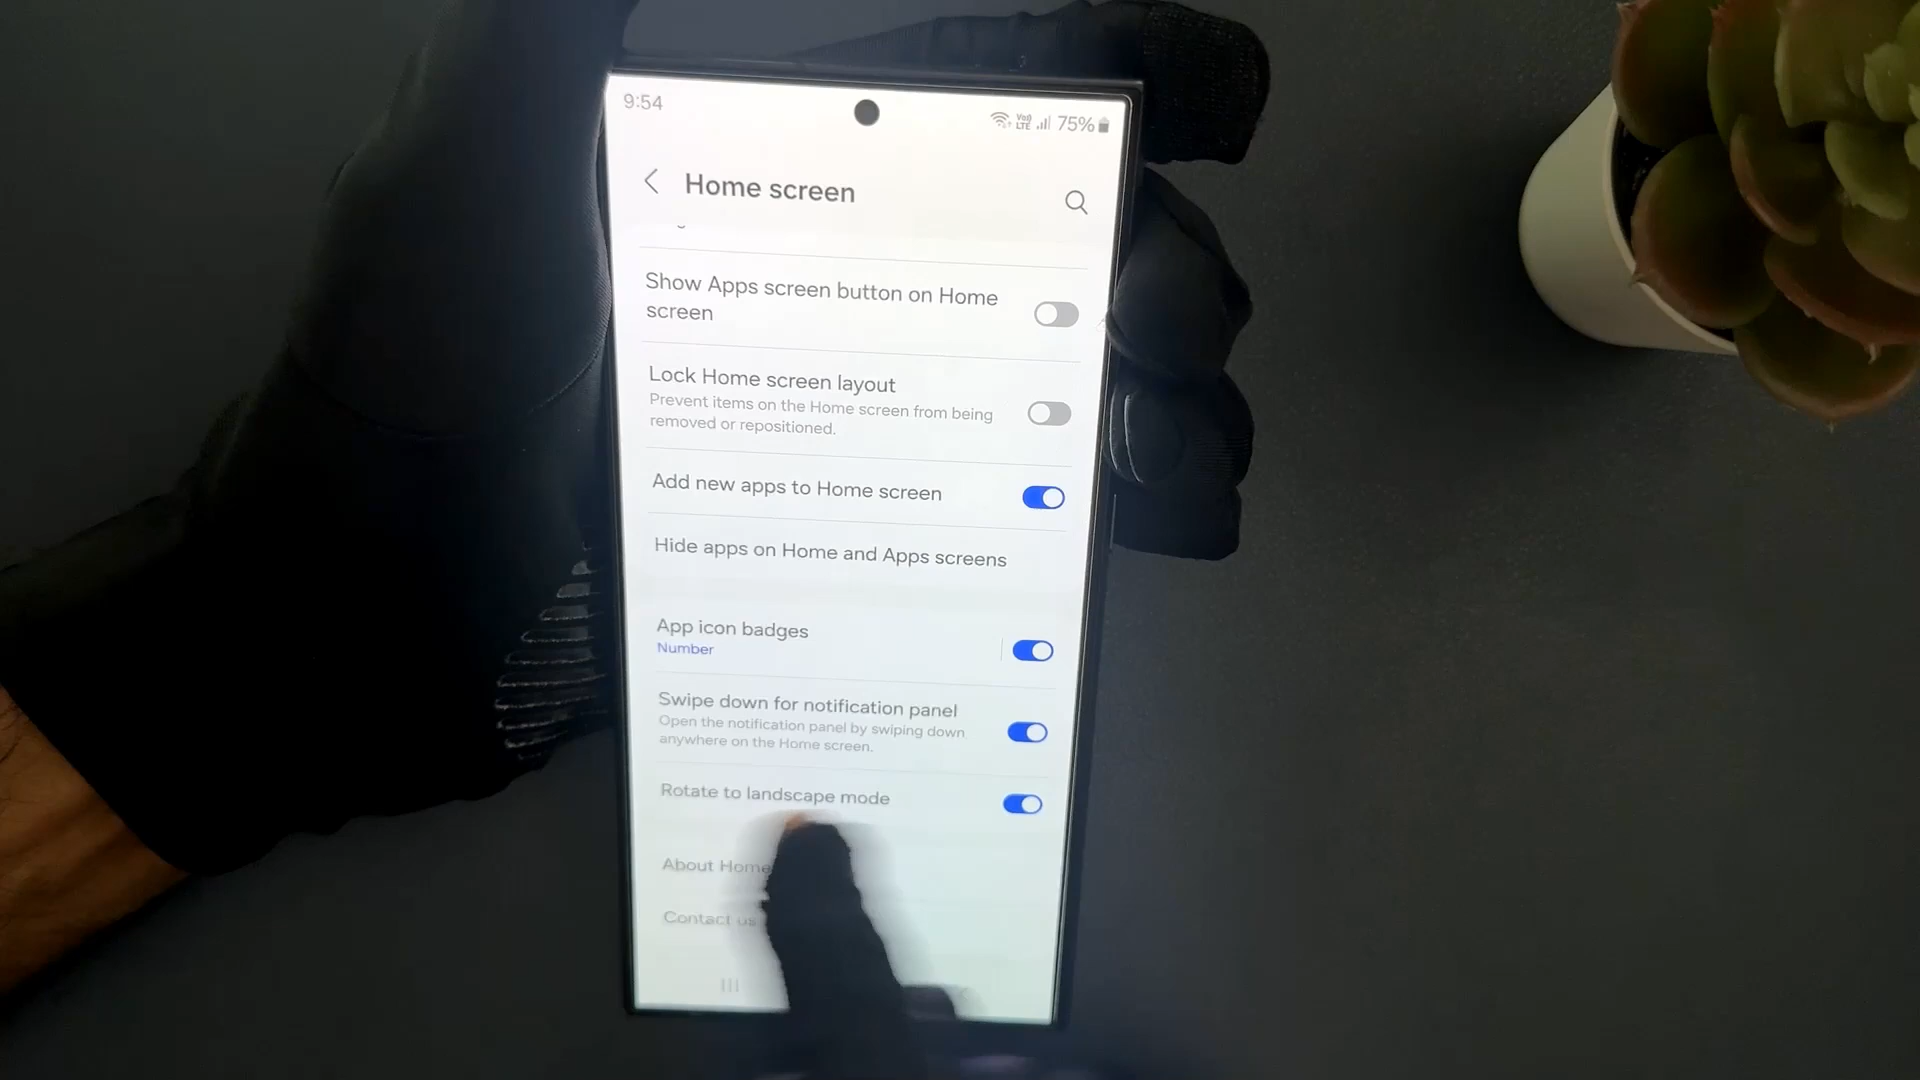 9:54
Vo)) LTE 75%
Home screen
Show Apps screen button on Home
screen
Lock Home screen layout
Prevent items on the Home screen from being
removed or repositioned.
Add new apps to Home screen
Hide apps on Home and Apps screens
App icon badges
Number
Swipe down for notification panel
Open the notification panel by swiping down
anywhere on the Home screen.
Rotate to landscape mode
About Home
Contact us